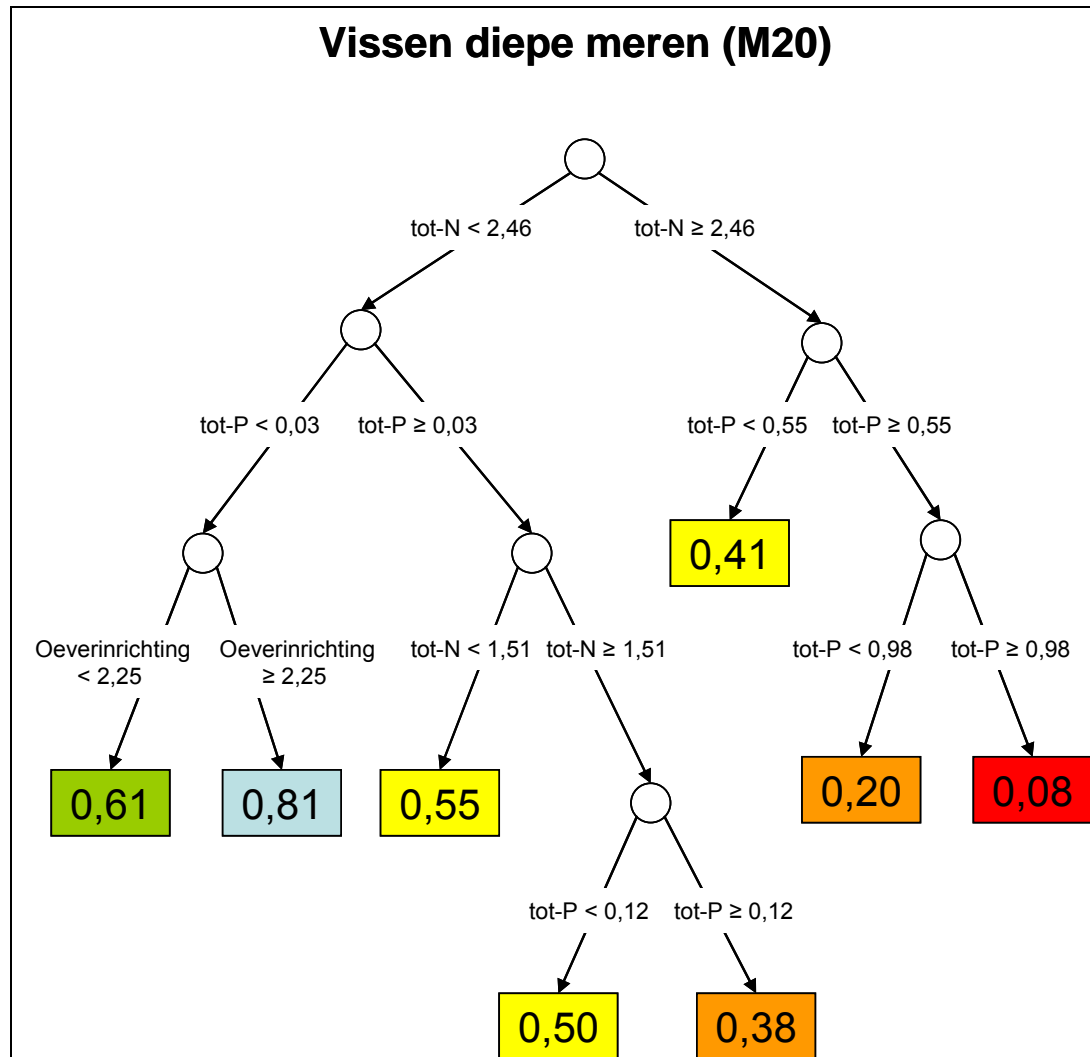 Vissen diepe meren (M20)
tot-N < 2,46
tot-N ≥ 2,46
tot-P < 0,03
tot-P ≥ 0,03
tot-P < 0,55
tot-P ≥ 0,55
0,41
Oeverinrichting
< 2,25
Oeverinrichting
≥ 2,25
tot-N < 1,51
tot-N ≥ 1,51
tot-P < 0,98
tot-P ≥ 0,98
0,61
0,81
0,55
0,20
0,08
tot-P < 0,12
tot-P ≥ 0,12
0,50
0,38